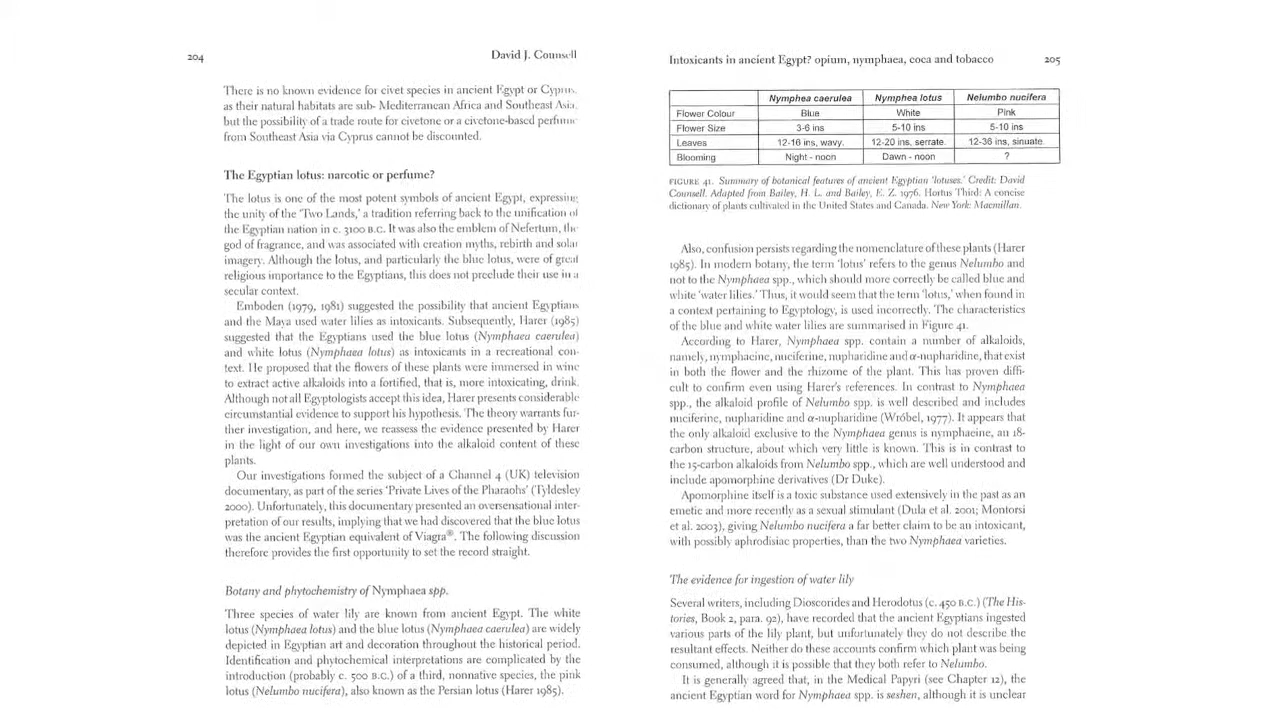 204
David J. Counsell
There is no known evidence for civet species in ancient Egypt or Cyprus,
as their natural habitats are sub- Mediterranean Africa and Southeast Asia,
but the possibility of a trade route for civetone or a civetone-based perfume
from Southeast Asia via Cyprus cannot be discounted.
The Egyptian lotus: narcotic or perfume?
The lotus is one of the most potent symbols of ancient Egypt, expressing
the unity of the 'Two Lands,' a tradition referring back to the unification of
the Egyptian nation in c. 3100 B.C. It was also the emblem of Nefertum, the
god of fragrance, and was associated with creation myths, rebirth and solar
imagery. Although the lotus, and particularly the blue lotus, were of great
religious importance to the Egyptians, this does not preclude their use in a
secular context.
Emboden (1979, 1981) suggested the possibility that ancient Egyptians
and the Maya used water lilies as intoxicants. Subsequently, Harer (1985)
suggested that the Egyptians used the blue lotus (Nymphaea caerulea)
and white lotus (Nymphaea lotus) as intoxicants in a recreational con-
text. He proposed that the flowers of these plants were immersed in wine
to extract active alkaloids into a fortified, that is, more intoxicating, drink.
Although not all Egyptologists accept this idea, Harer presents considerable
circumstantial evidence to support his hypothesis. The theory warrants fur-
ther investigation, and here, we reassess the evidence presented by Harer
in the light of our own investigations into the alkaloid content of these
plants.
Our investigations formed the subject of a Channel 4 (UK) television
documentary, as part of the series 'Private Lives of the Pharaohs' (Tyldesley
2000). Unfortunately, this documentary presented an oversensational inter-
pretation of our results, implying that we had discovered that the blue lotus
was the ancient Egyptian equivalent of Viagra®. The following discussion
therefore provides the first opportunity to set the record straight.
Botany and phytochemistry of Nymphaea spp.
Three species of water lily are known from ancient Egypt. The white
lotus (Nymphaea lotus) and the blue lotus (Nymphaea caerulea) are widely
depicted in Egyptian art and decoration throughout the historical period.
Identification and phytochemical interpretations are complicated by the
introduction (probably c. 500 B.C.) of a third, nonnative species, the pink
lotus (Nelumbo nucifera), also known as the Persian lotus (Harer 1985).
Intoxicants in ancient Egypt? opium, nymphaea, coca and tobacco
205
Nymphea caerulea Nymphea lotus Nelumbo nucifera
Flower Colour Blue White Pink
Flower Size 3-6 ins 5-10 ins 5-10 ins
Leaves 12-16 ins, wavy. 12-20 ins, serrate. 12-36 ins, sinuate.
Blooming Night - noon Dawn - noon ?
FIGURE 41. Summary of botanical features of ancient Egyptian 'lotuses.' Credit: David
Counsell. Adapted from Bailey, H. L. and Bailey, E. Z. 1976. Hortus Third: A concise
dictionary of plants cultivated in the United States and Canada. New York: Macmillan.
Also, confusion persists regarding the nomenclature of these plants (Harer
1985). In modern botany, the term 'lotus' refers to the genus Nelumbo and
not to the Nymphaea spp., which should more correctly be called blue and
white 'water lilies.' Thus, it would seem that the term 'lotus,' when found in
a context pertaining to Egyptology, is used incorrectly. The characteristics
of the blue and white water lilies are summarised in Figure 41.
According to Harer, Nymphaea spp. contain a number of alkaloids,
namely, nymphaeine, nuciferine, nupharidine and α-nupharidine, that exist
in both the flower and the rhizome of the plant. This has proven diffi-
cult to confirm even using Harer's references. In contrast to Nymphaea
spp., the alkaloid profile of Nelumbo spp. is well described and includes
nuciferine, nupharidine and α-nupharidine (Wróbel, 1977). It appears that
the only alkaloid exclusive to the Nymphaea genus is nymphaeine, an 18-
carbon structure, about which very little is known. This is in contrast to
the 15-carbon alkaloids from Nelumbo spp., which are well understood and
include apomorphine derivatives (Dr Duke).
Apomorphine itself is a toxic substance used extensively in the past as an
emetic and more recently as a sexual stimulant (Dula et al. 2001; Montorsi
et al. 2003), giving Nelumbo nucifera a far better claim to be an intoxicant,
with possibly aphrodisiac properties, than the two Nymphaea varieties.
The evidence for ingestion of water lily
Several writers, including Dioscorides and Herodotus (c. 450 B.C.) (The His-
tories, Book 2, para. 92), have recorded that the ancient Egyptians ingested
various parts of the lily plant, but unfortunately they do not describe the
resultant effects. Neither do these accounts confirm which plant was being
consumed, although it is possible that they both refer to Nelumbo.
It is generally agreed that, in the Medical Papyri (see Chapter 12), the
ancient Egyptian word for Nymphaea spp. is seshen, although it is unclear